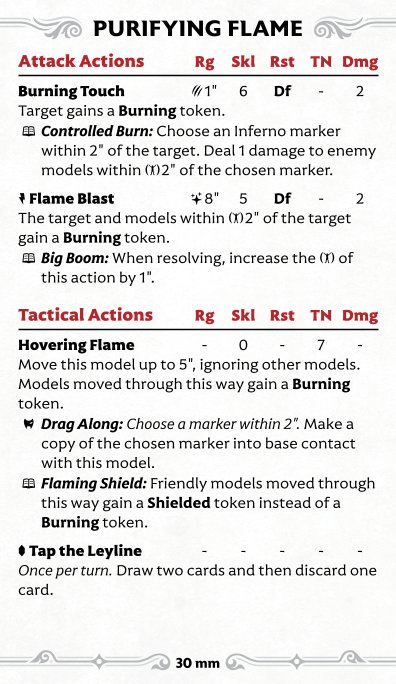 PURIFYING FLAME
Attack Actions Rg Skl Rst TN Dmg
Burning Touch 1" 6 Df - 2
Target gains a Burning token.
Controlled Burn: Choose an Inferno marker
within 2" of the target. Deal 1 damage to enemy
models within 2" of the chosen marker.
Flame Blast 8" 5 Df - 2
The target and models within 2" of the target
gain a Burning token.
Big Boom: When resolving, increase the of
this action by 1".
Tactical Actions Rg Skl Rst TN Dmg
Hovering Flame - 0 - 7 -
Move this model up to 5", ignoring other models.
Models moved through this way gain a Burning
token.
Drag Along: Choose a marker within 2". Make a
copy of the chosen marker into base contact
with this model.
Flaming Shield: Friendly models moved through
this way gain a Shielded token instead of a
Burning token.
Tap the Leyline - - - - -
Once per turn. Draw two cards and then discard one
card.
30 mm